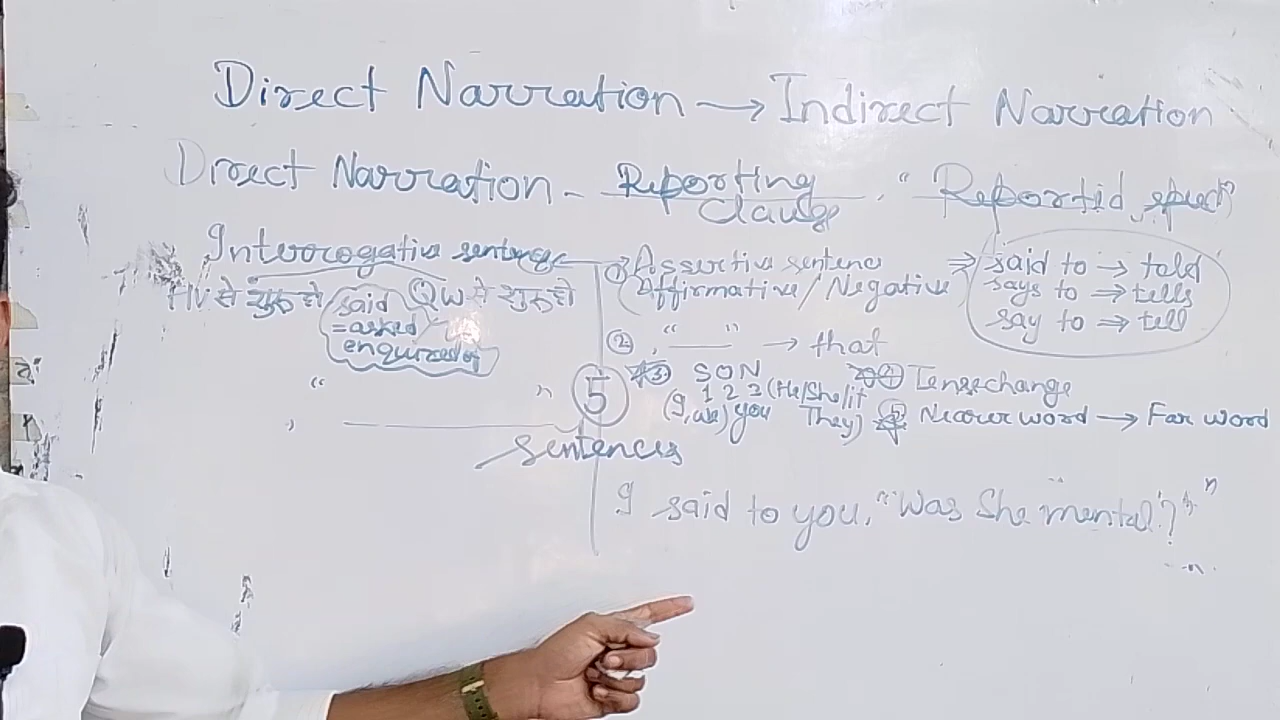 Direct Narration → Indirect Narration
Direct Narration - Reporting Clause, "Reportid speech"
Interrogative sentence
HV से शुरु हो QW से शुरु हो
said
= asked /
enquired of
" "
,
5
sentences
① Assertive sentenc
(Affirmative/Negative)
⇒ said to → told
says to ⇒ tells
say to ⇒ tell
② , " " → that
③ SON
1 2 3 (He/She/it
(I, we) you They)
④ Tense change
⑤ Nearer word → Far word
I said to you, "Was She mental?"